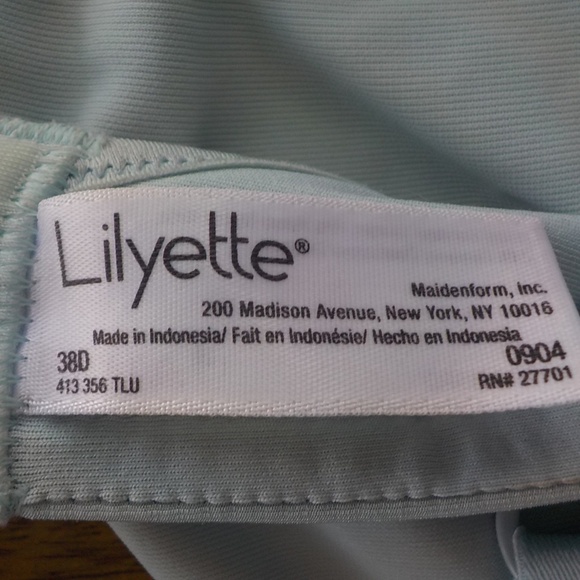 Lilyette®
Maidenform, Inc.
200 Madison Avenue, New York, NY 10016
Made in Indonesia/ Fait en Indonésie/ Hecho en Indonesia
38D 0904
413 356 TLU RN# 27701